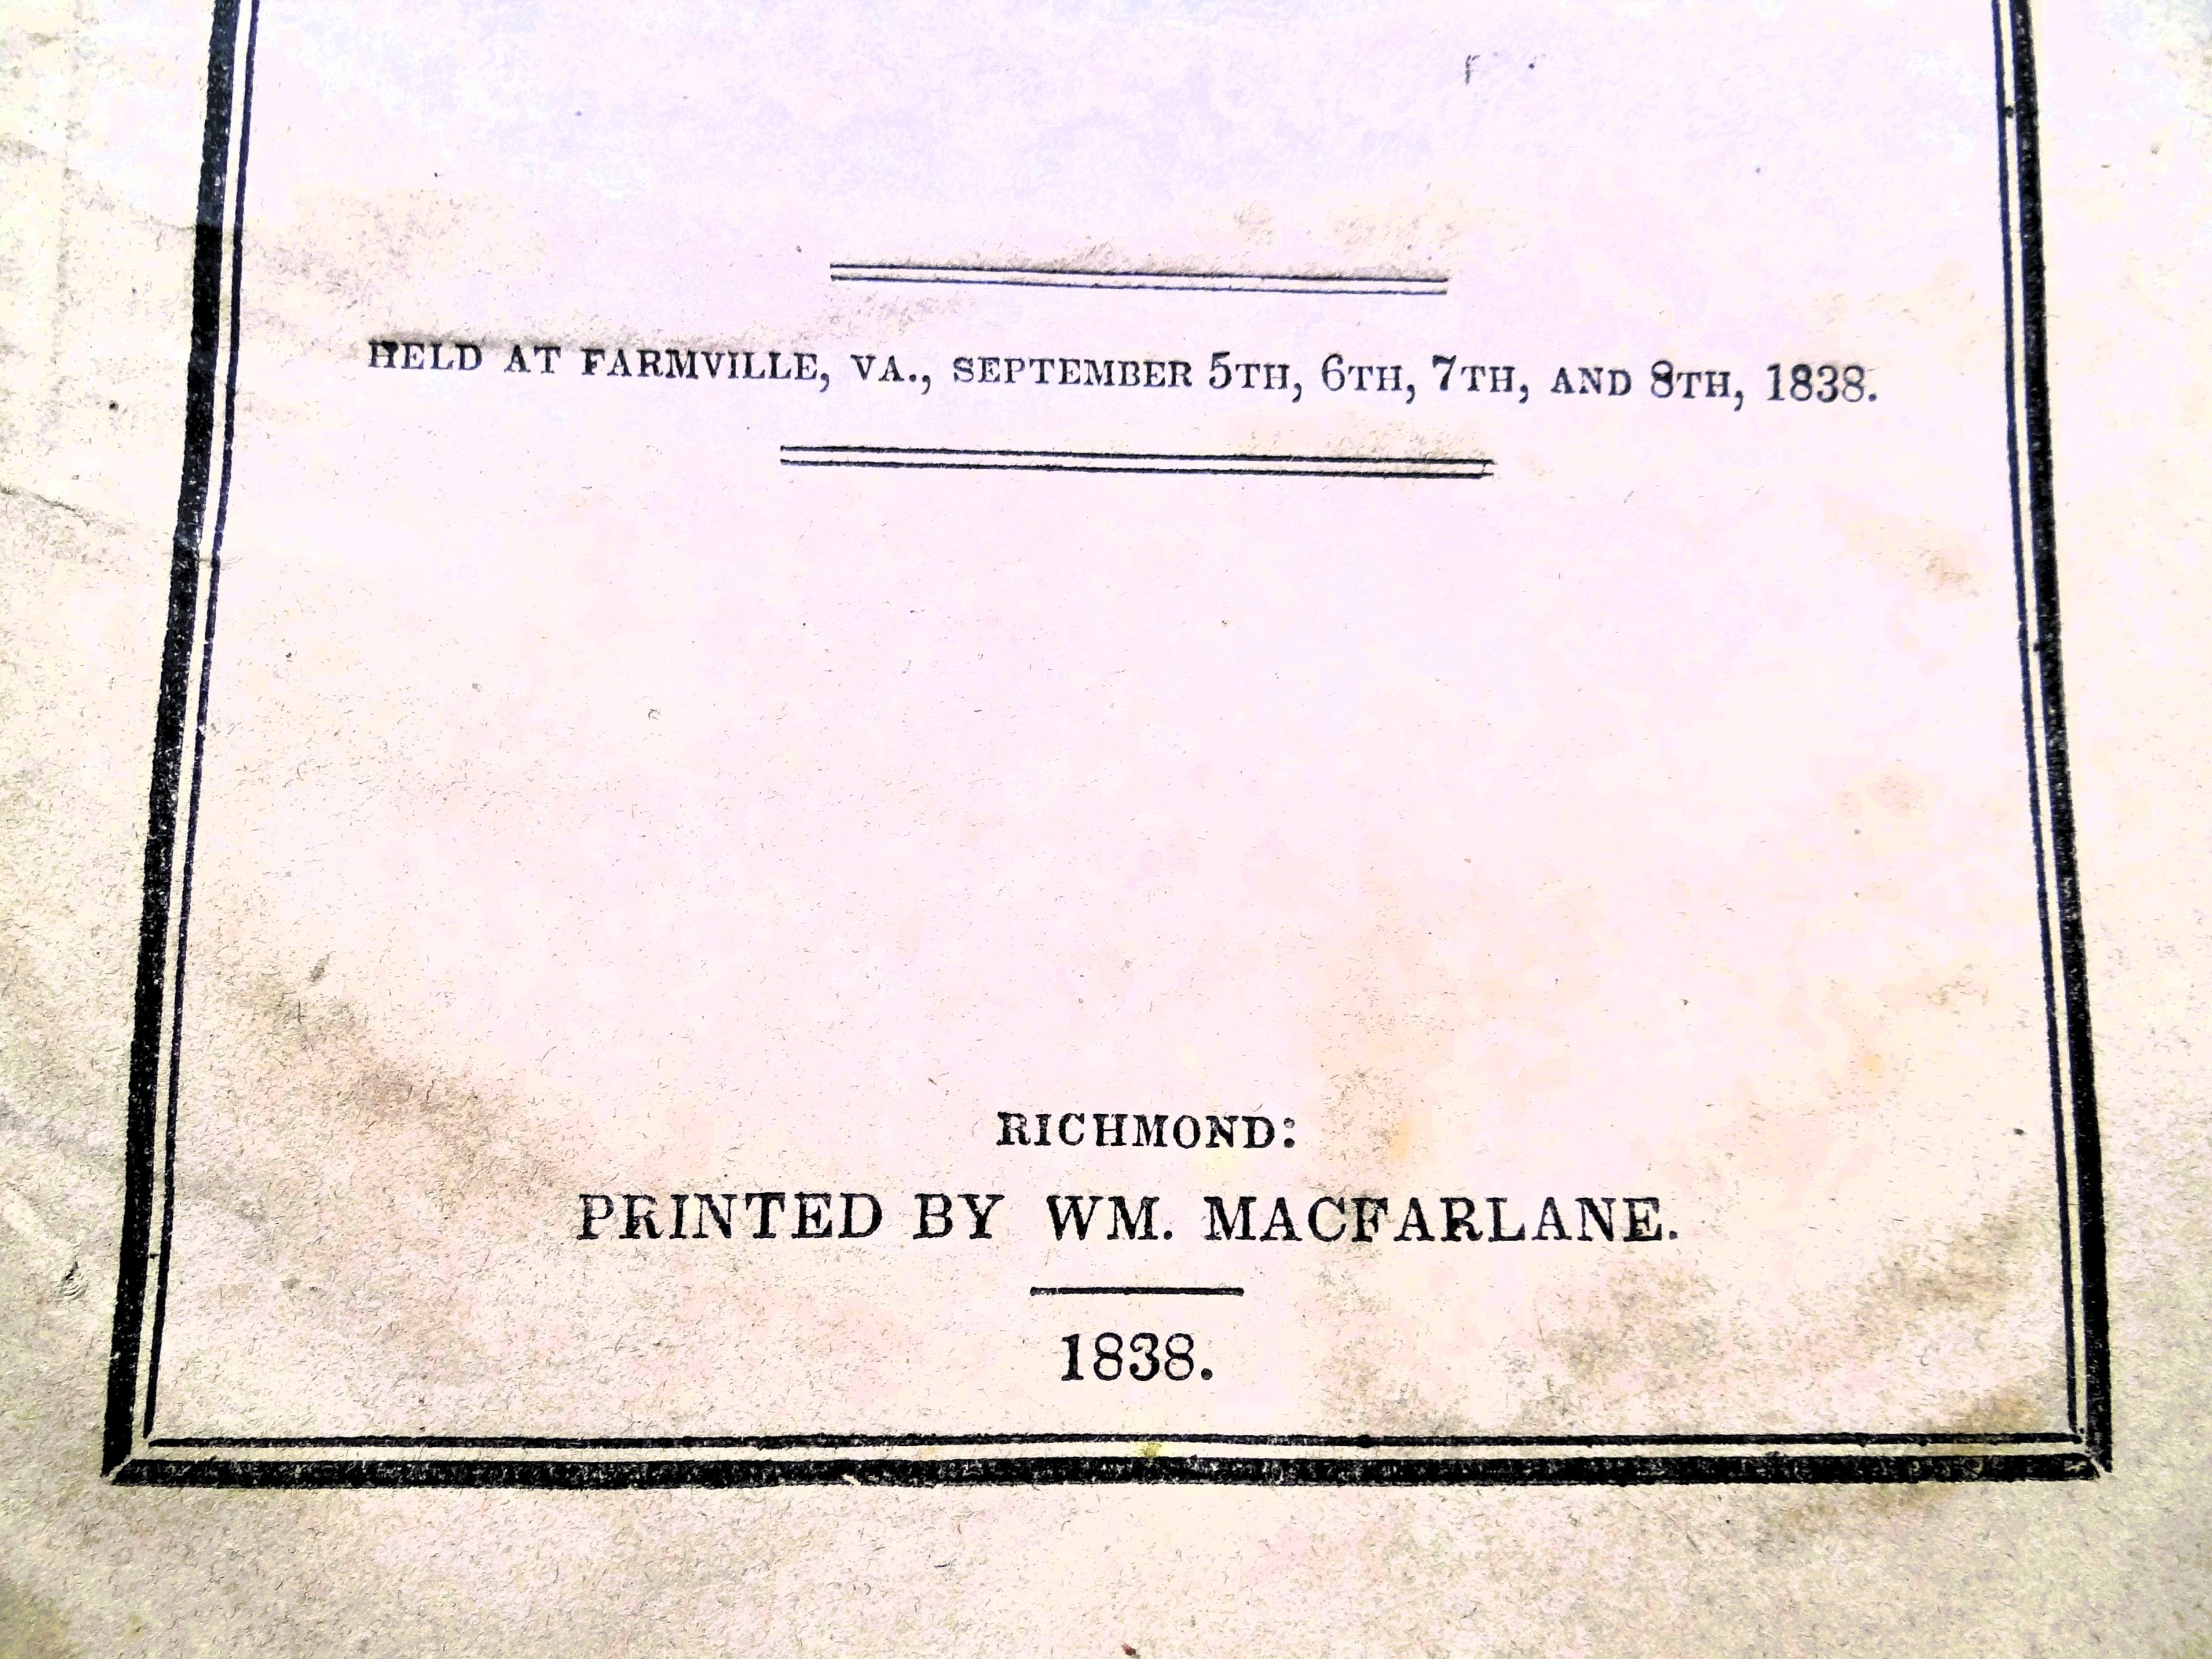 HELD AT FARMVILLE, VA., SEPTEMBER 5TH, 6TH, 7TH, AND 8TH, 1838.
RICHMOND:
PRINTED BY WM. MACFARLANE.
1838.